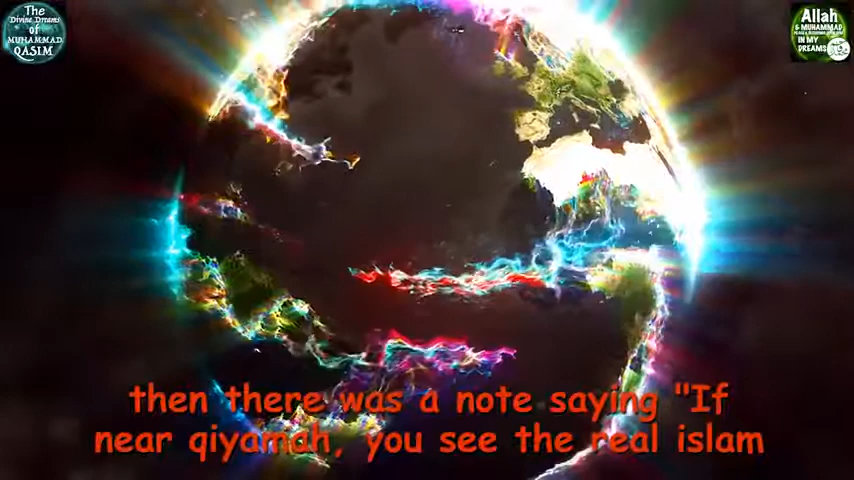 The
Divine Dreams
of
MUHAMMAD
QASIM
Allah
& MUHAMMAD
IN MY
DREAMS
then there was a note saying "If
near qiyamah, you see the real islam